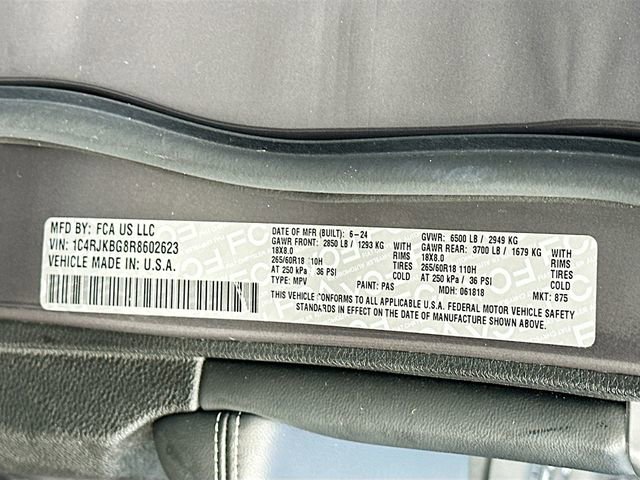 MFD BY: FCA US LLC
VIN: 1C4RJKBG8R8602623
VEHICLE MADE IN: U.S.A.
DATE OF MFR (BUILT): 6-24
GAWR FRONT: 2850 LB / 1293 KG WITH
18X8.0 RIMS
265/60R18 110H TIRES
AT 250 kPa / 36 PSI COLD
TYPE: MPV PAINT: PAS
GVWR: 6500 LB / 2949 KG
GAWR REAR: 3700 LB / 1679 KG WITH
18X8.0 RIMS
265/60R18 110H TIRES
AT 250 kPa / 36 PSI COLD
MDH: 061818 MKT: 875
THIS VEHICLE CONFORMS TO ALL APPLICABLE U.S.A. FEDERAL MOTOR VEHICLE SAFETY
STANDARDS IN EFFECT ON THE DATE OF MANUFACTURE SHOWN ABOVE.